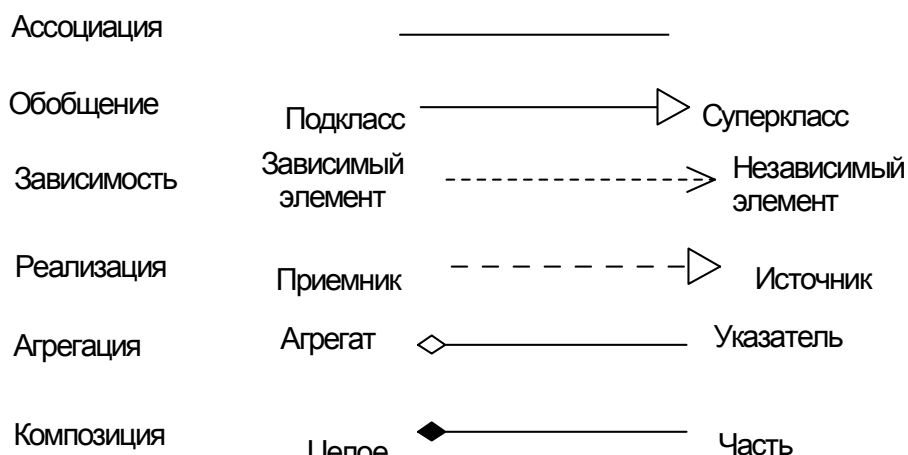 Ассоциация
Обобщение
Подкласс
Суперкласс
Зависимость
Зависимый
элемент
Независимый
элемент
Реализация
Приемник
Источник
Агрегация
Агрегат
Указатель
Композиция
Целое
Часть